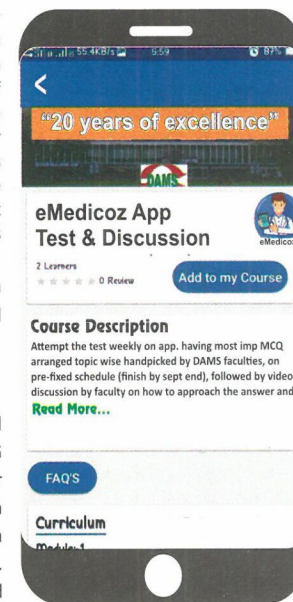 55.4KB/s 5:59 87%
"20 years of excellence"
DAMS
eMedicoz App
Test & Discussion
eMedicoz
2 Learners
0 Review
Add to my Course
Course Description
Attempt the test weekly on app. having most imp MCQ
arranged topic wise handpicked by DAMS faculties, on
pre-fixed schedule (finish by sept end), followed by video
discussion by faculty on how to approach the answer and
Read More...
FAQ'S
Curriculum
Module:1